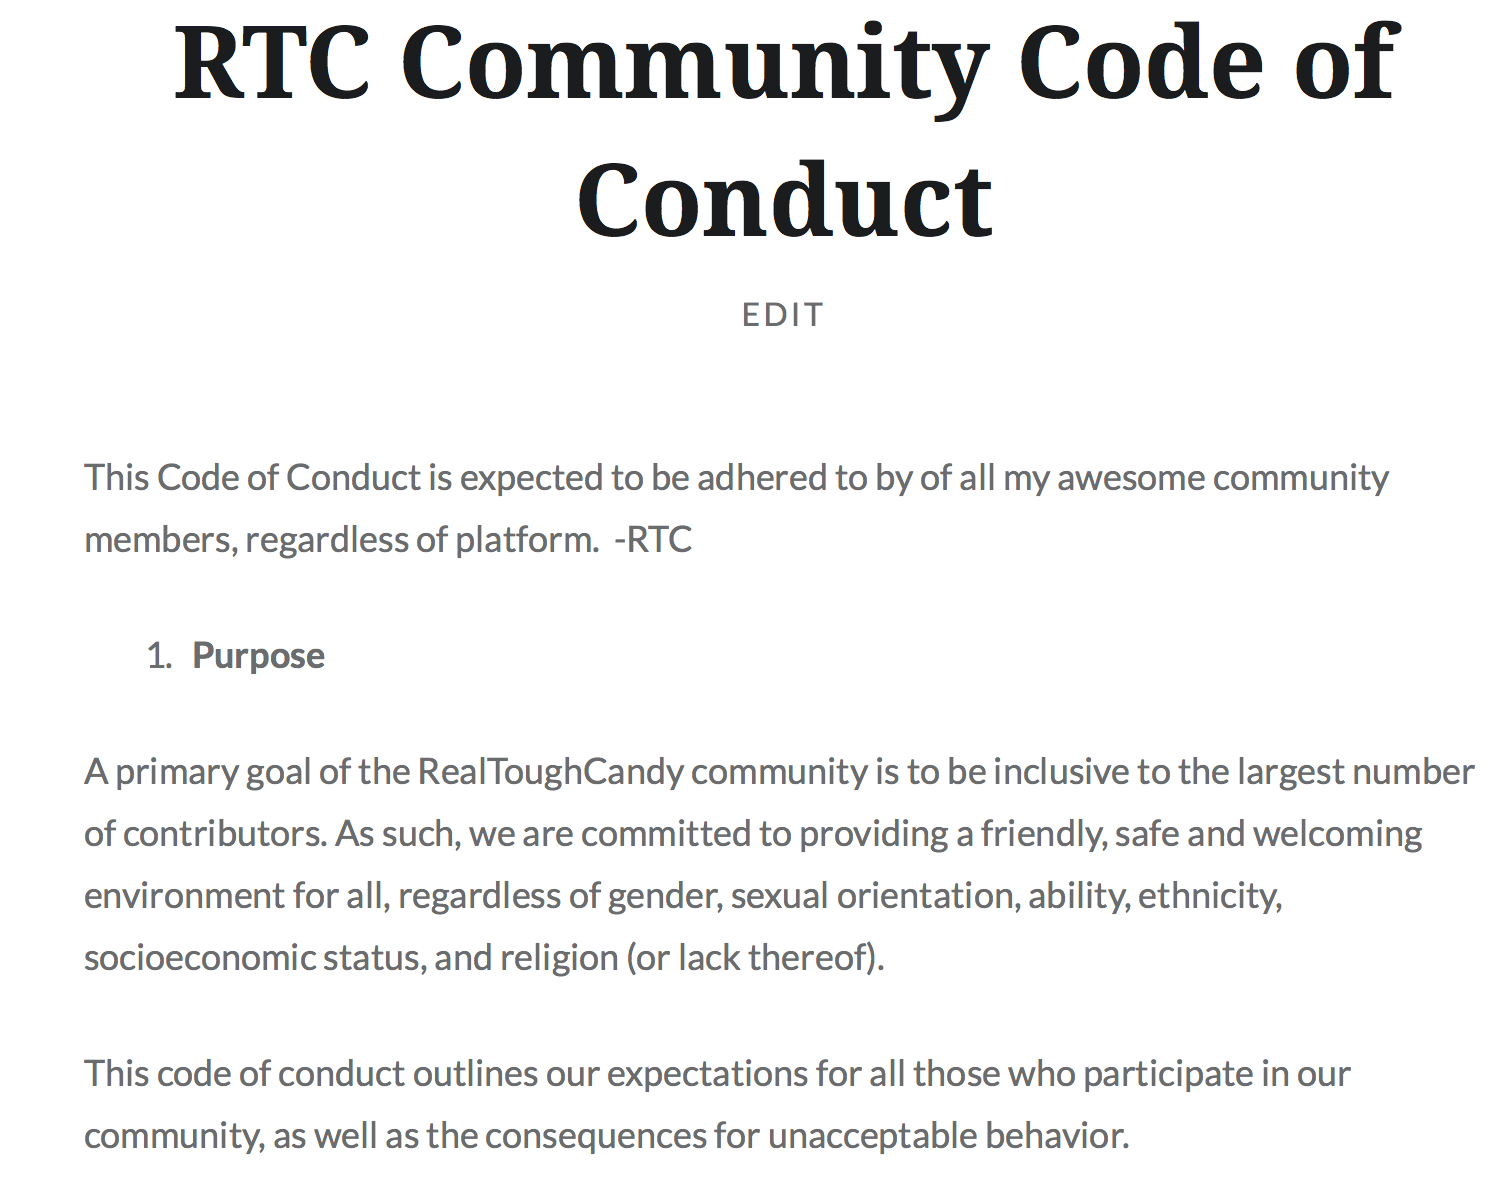 RTC Community Code of
Conduct
EDIT
This Code of Conduct is expected to be adhered to by of all my awesome community
members, regardless of platform.  -RTC
1. Purpose
A primary goal of the RealToughCandy community is to be inclusive to the largest number
of contributors. As such, we are committed to providing a friendly, safe and welcoming
environment for all, regardless of gender, sexual orientation, ability, ethnicity,
socioeconomic status, and religion (or lack thereof).
This code of conduct outlines our expectations for all those who participate in our
community, as well as the consequences for unacceptable behavior.